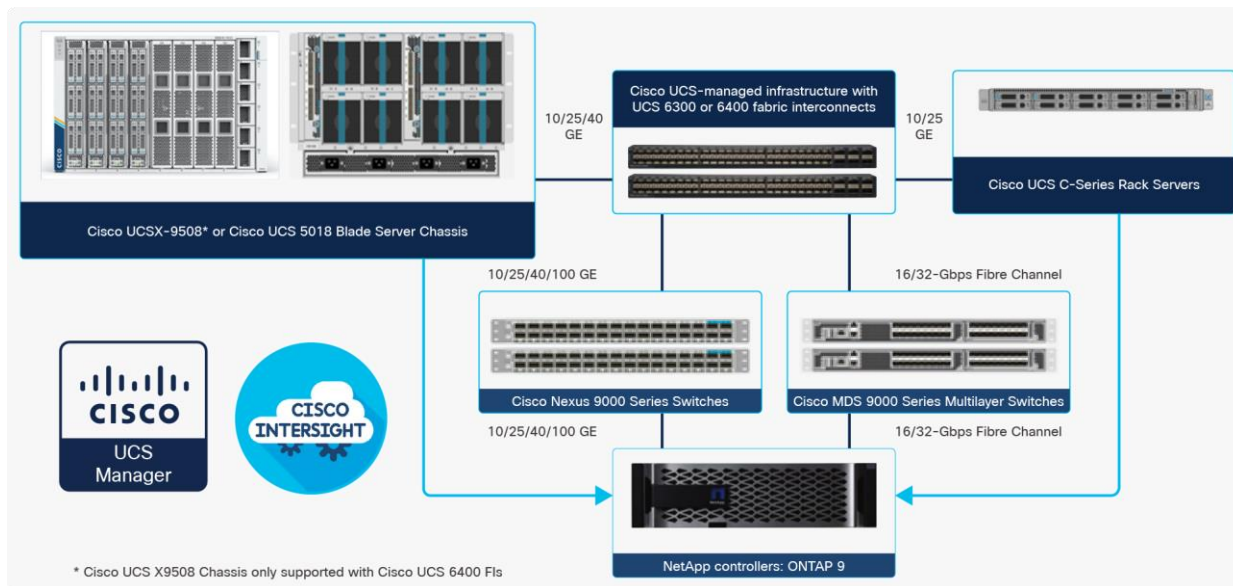 Cisco UCS-managed infrastructure with
UCS 6300 or 6400 fabric interconnects
10/25/40
GE
10/25
GE
CISCO
Cisco UCSX-9508* or Cisco UCS 5018 Blade Server Chassis
Cisco UCS C-Series Rack Servers
10/25/40/100 GE
16/32-Gbps Fibre Channel
Cisco Nexus 9000 Series Switches
Cisco MDS 9000 Series Multilayer Switches
10/25/40/100 GE
16/32-Gbps Fibre Channel
CISCO
UCS
Manager
CISCO
INTERSIGHT
NetApp controllers: ONTAP 9
* Cisco UCS X9508 Chassis only supported with Cisco UCS 6400 FIs